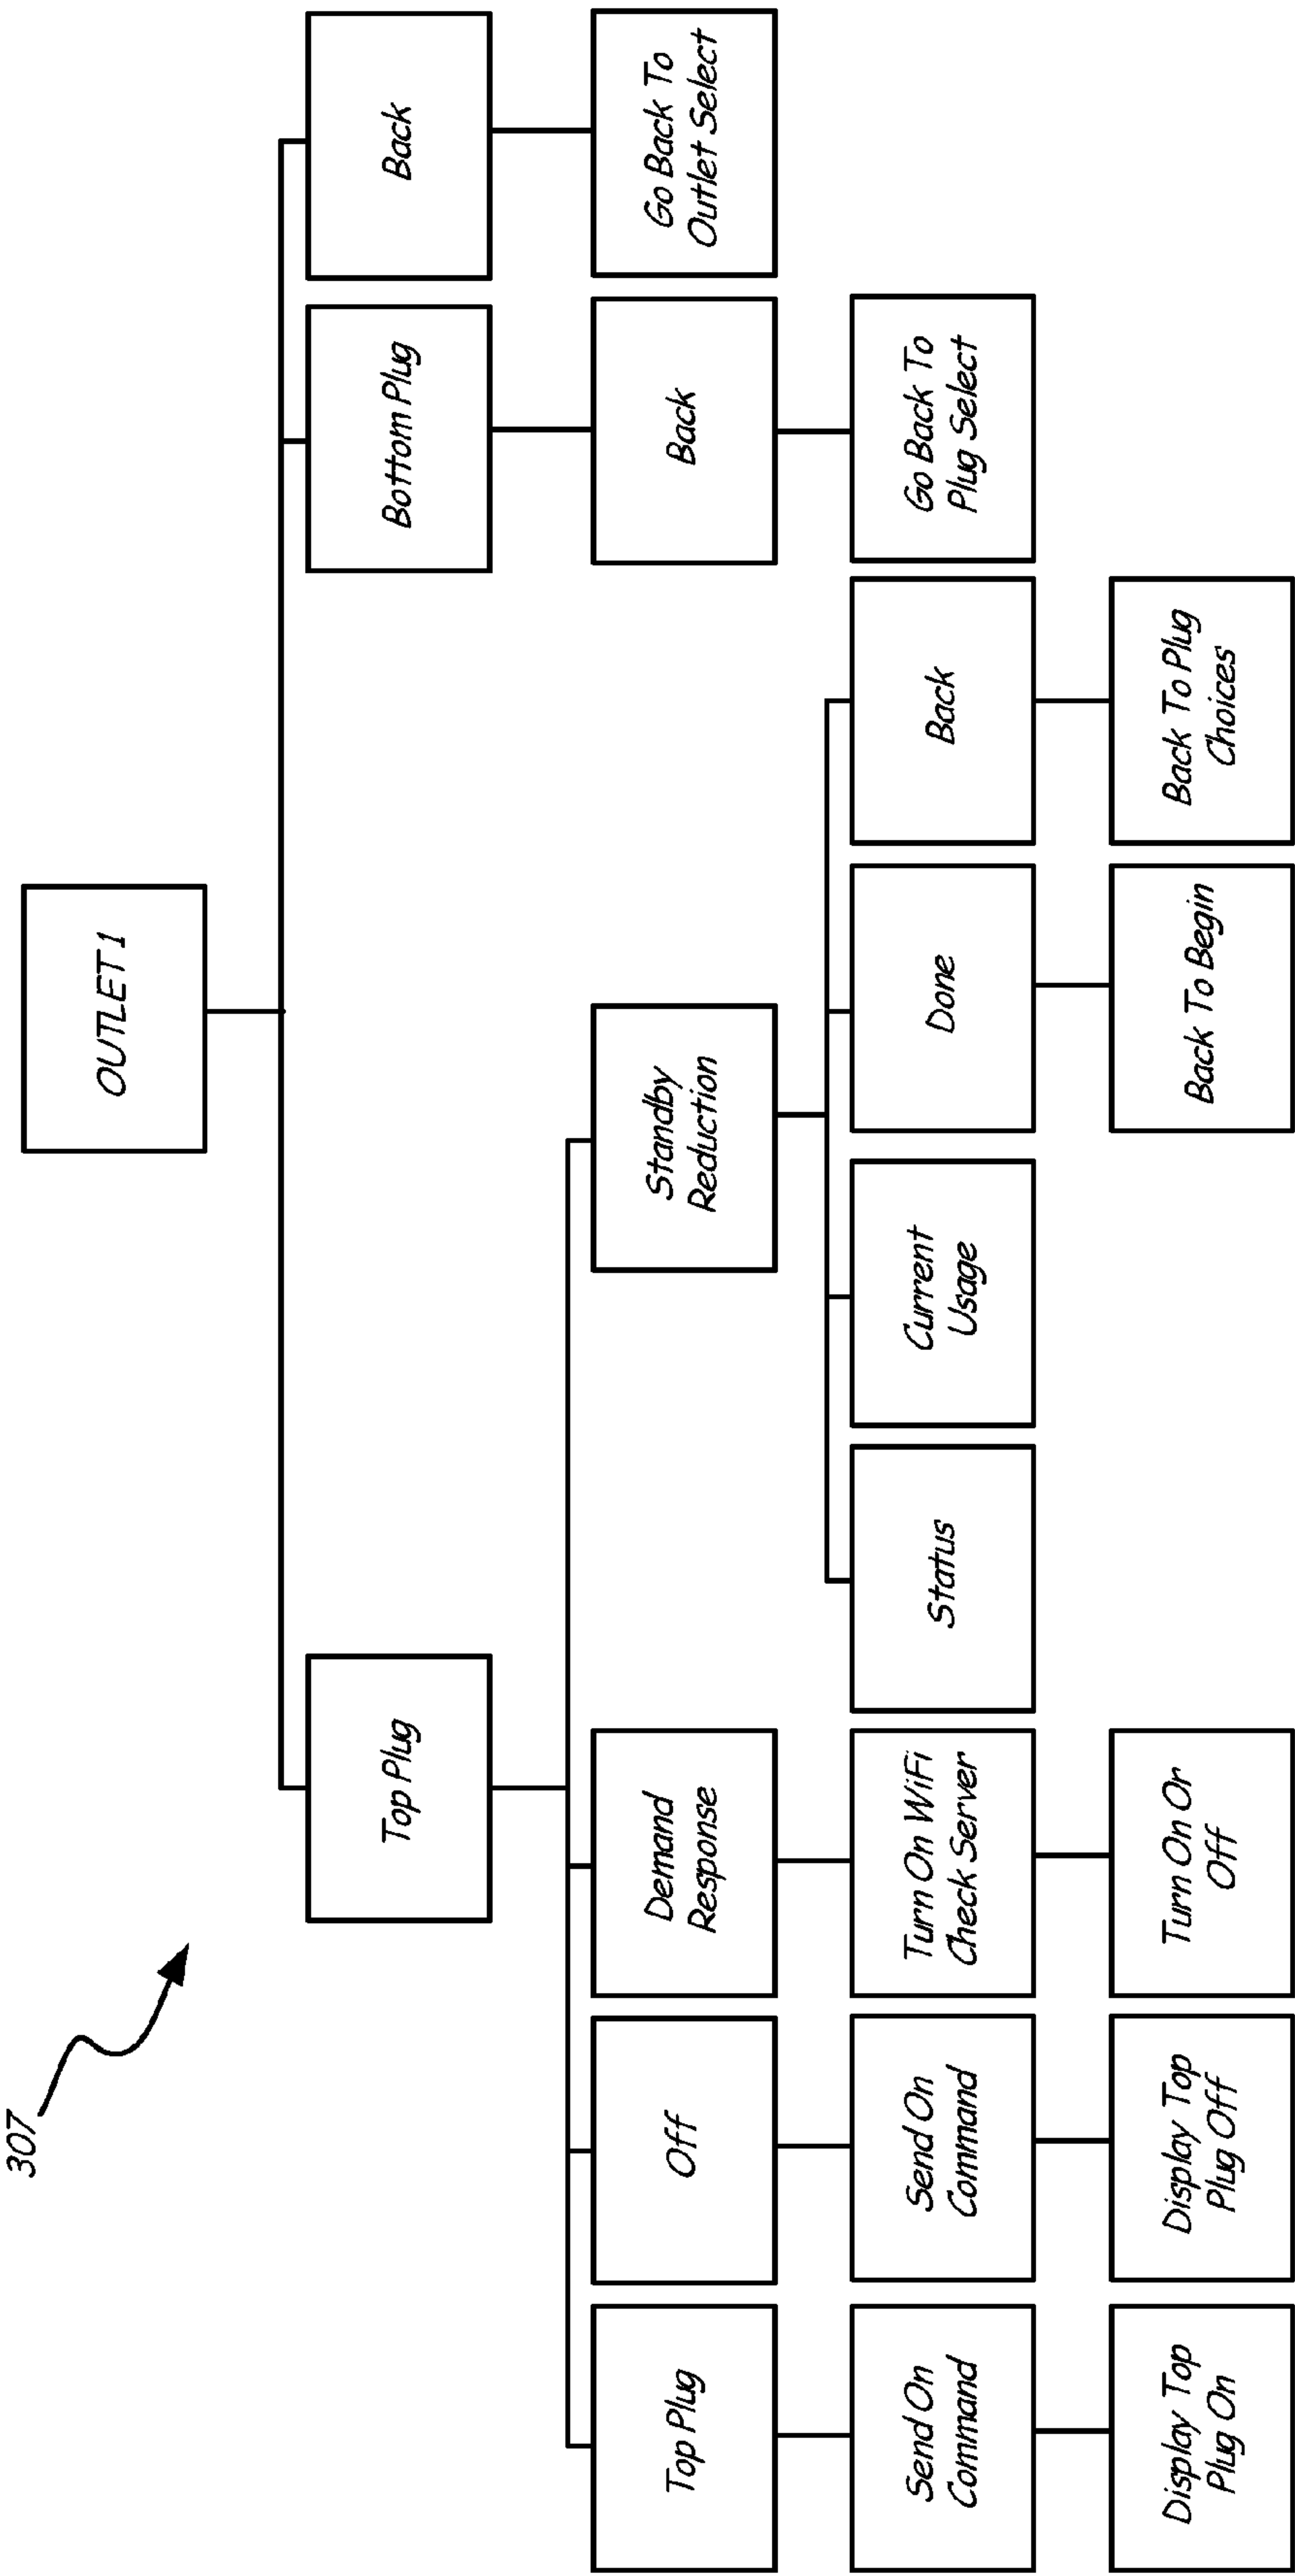 307
OUTLET 1
Top Plug
Bottom Plug
Back
Top Plug
Off
Demand
Response
Standby
Reduction
Back
Go Back To
Outlet Select
Send On
Command
Send On
Command
Turn On WiFi
Check Server
Status
Current
Usage
Done
Back
Go Back To
Plug Select
Display Top
Plug On
Display Top
Plug Off
Turn On Or
Off
Back To Begin
Back To Plug
Choices